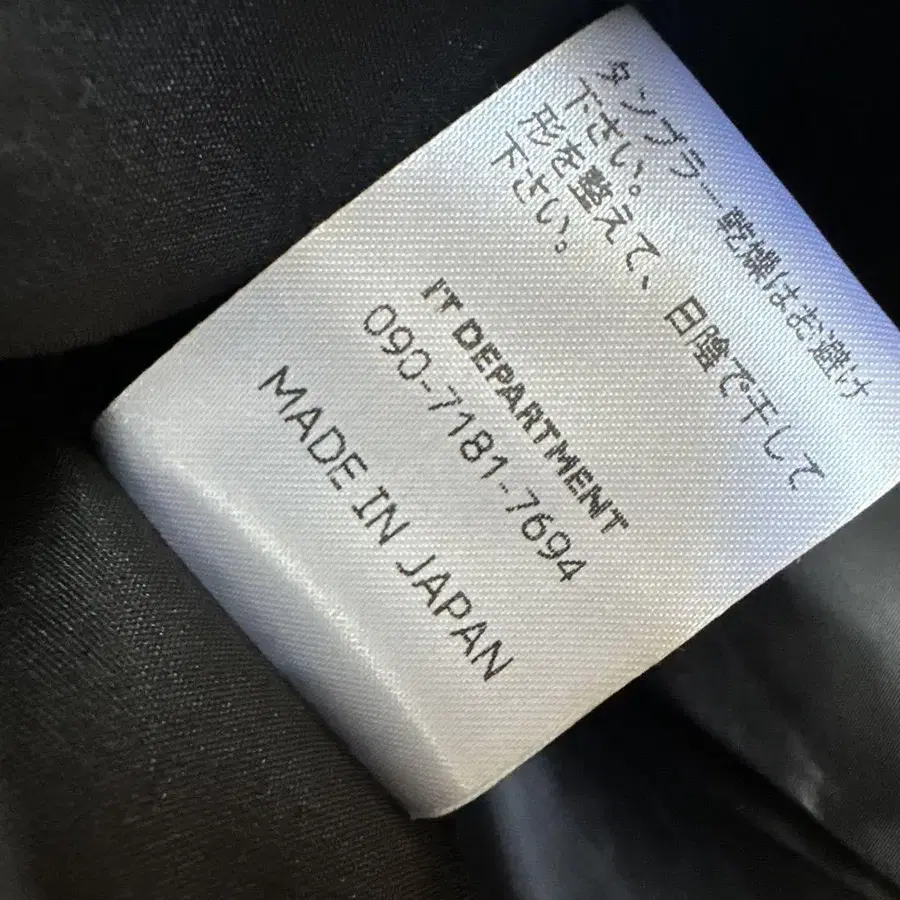 タンブラー乾燥はお避け
下さい。
形を整えて、日陰で干して
下さい。
I'T DEPARTMENT
090-7181-7694
MADE IN JAPAN